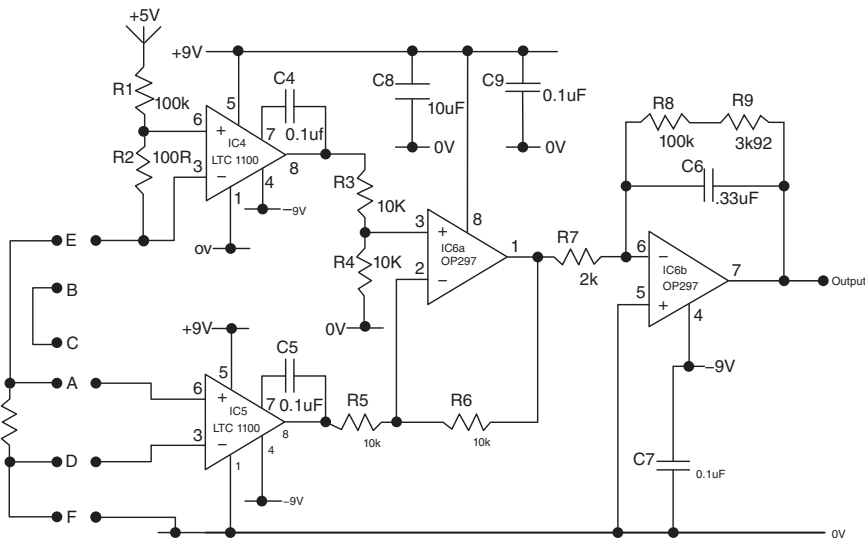 +5V
+9V
R1
100k
5
C4
C8
10uF
C9
0.1uF
R8
R9
100k
3k92
6
+
IC4
7
0.1uf
R2
100R
LTC 1100
3
−
8
0V
0V
C6
.33uF
1
4
−9V
R3
10K
E
0V
3
+
8
IC6a
OP297
1
R7
2k
6
−
IC6b
OP297
7
Output
R4
10K
2
−
5
+
B
4
0V
C
+9V
−9V
5
C5
A
6
+
IC5
7
0.1uF
R5
R6
LTC 1100
3
−
8
10k
10k
D
1
4
C7
0.1uF
−9V
F
0V